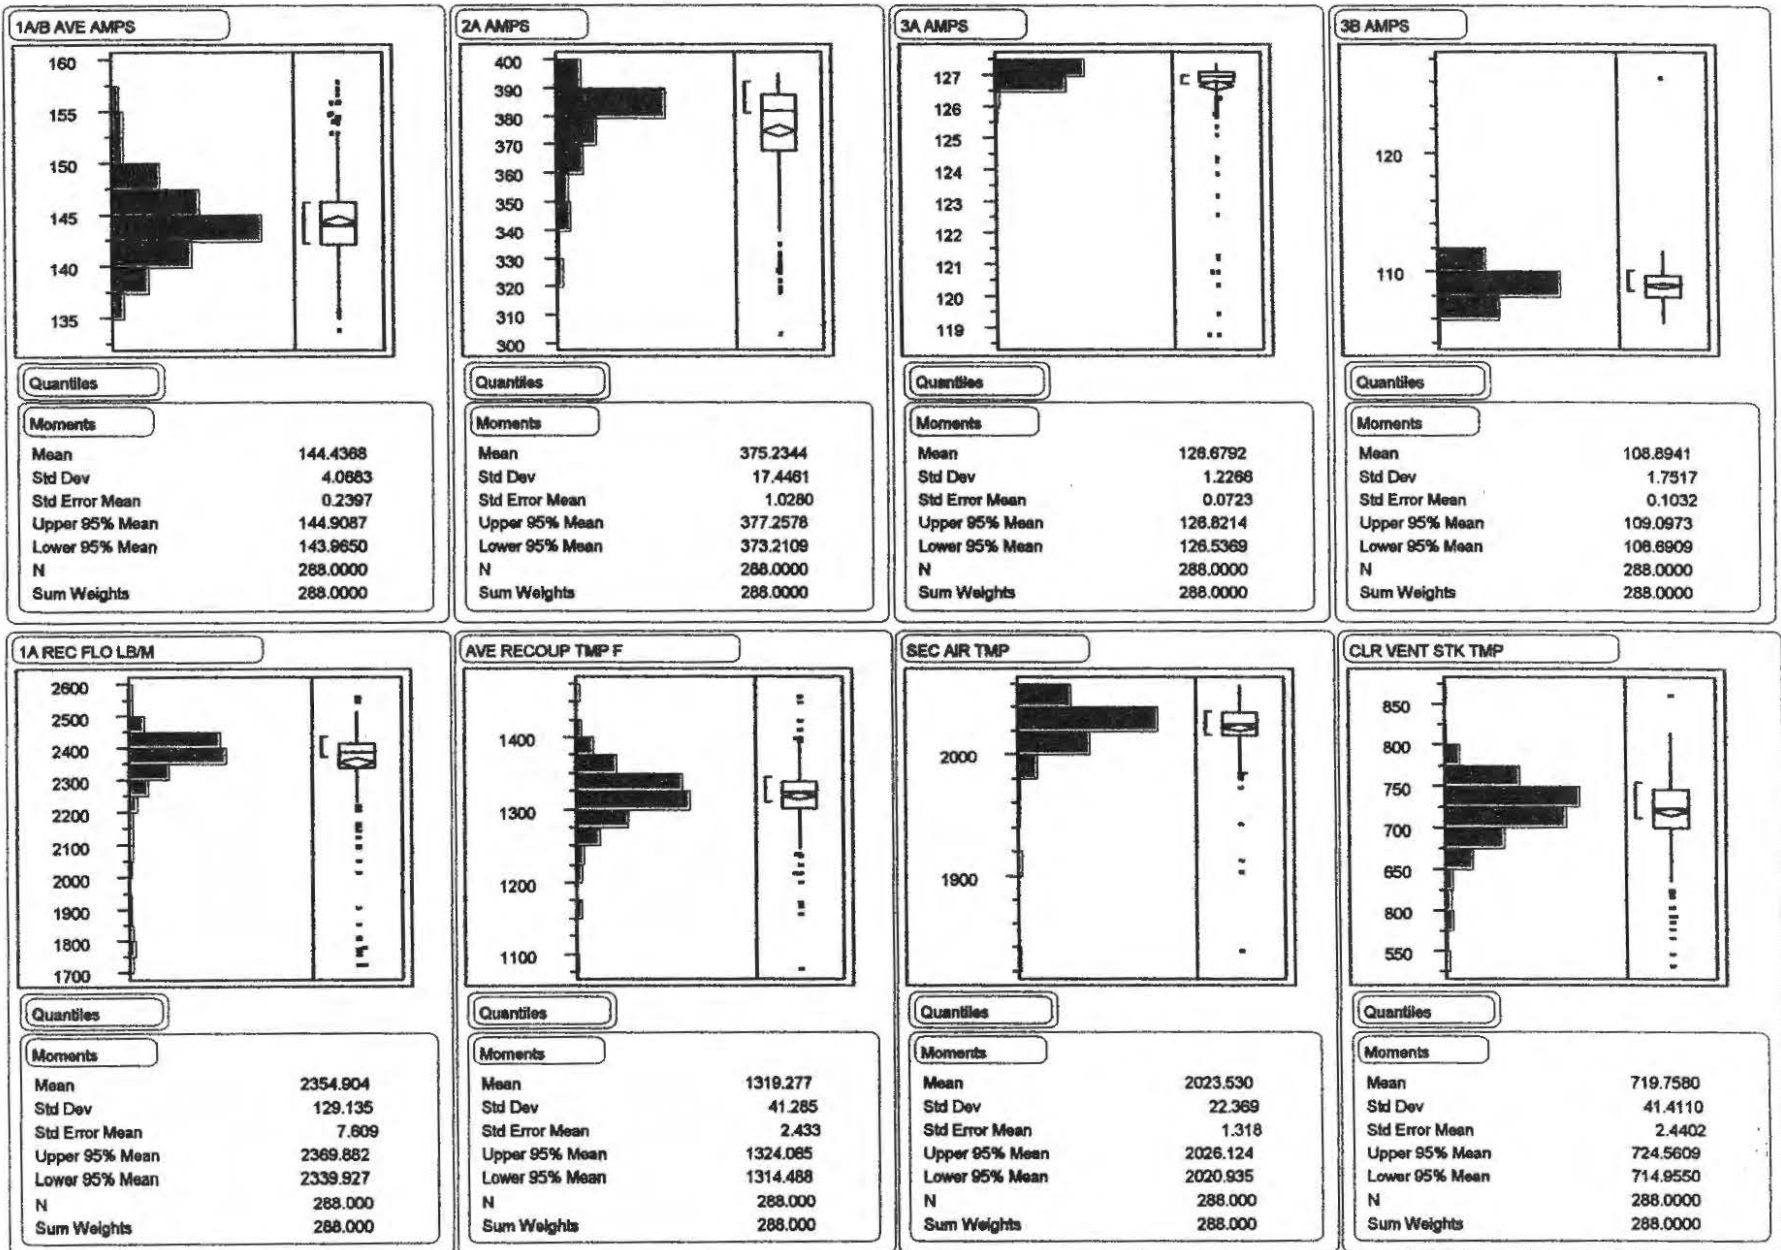 1A/B AVE AMPS
160
155
150
145
140
135
Quantiles
Moments
Mean 144.4368
Std Dev 4.0683
Std Error Mean 0.2397
Upper 95% Mean 144.9087
Lower 95% Mean 143.9650
N 288.0000
Sum Weights 288.0000
2A AMPS
400
390
380
370
360
350
340
330
320
310
300
Quantiles
Moments
Mean 375.2344
Std Dev 17.4461
Std Error Mean 1.0280
Upper 95% Mean 377.2578
Lower 95% Mean 373.2109
N 288.0000
Sum Weights 288.0000
3A AMPS
127
126
125
124
123
122
121
120
119
Quantiles
Moments
Mean 126.6792
Std Dev 1.2268
Std Error Mean 0.0723
Upper 95% Mean 126.8214
Lower 95% Mean 126.5369
N 288.0000
Sum Weights 288.0000
3B AMPS
120
110
Quantiles
Moments
Mean 108.8941
Std Dev 1.7517
Std Error Mean 0.1032
Upper 95% Mean 109.0973
Lower 95% Mean 108.6909
N 288.0000
Sum Weights 288.0000
1A REC FLO LB/M
2600
2500
2400
2300
2200
2100
2000
1900
1800
1700
Quantiles
Moments
Mean 2354.904
Std Dev 129.135
Std Error Mean 7.609
Upper 95% Mean 2369.882
Lower 95% Mean 2339.927
N 288.000
Sum Weights 288.000
AVE RECOUP TMP F
1400
1300
1200
1100
Quantiles
Moments
Mean 1319.277
Std Dev 41.285
Std Error Mean 2.433
Upper 95% Mean 1324.065
Lower 95% Mean 1314.488
N 288.000
Sum Weights 288.000
SEC AIR TMP
2000
1900
Quantiles
Moments
Mean 2023.530
Std Dev 22.369
Std Error Mean 1.318
Upper 95% Mean 2026.124
Lower 95% Mean 2020.935
N 288.000
Sum Weights 288.000
CLR VENT STK TMP
850
800
750
700
650
600
550
Quantiles
Moments
Mean 719.7580
Std Dev 41.4110
Std Error Mean 2.4402
Upper 95% Mean 724.5609
Lower 95% Mean 714.9550
N 288.0000
Sum Weights 288.0000